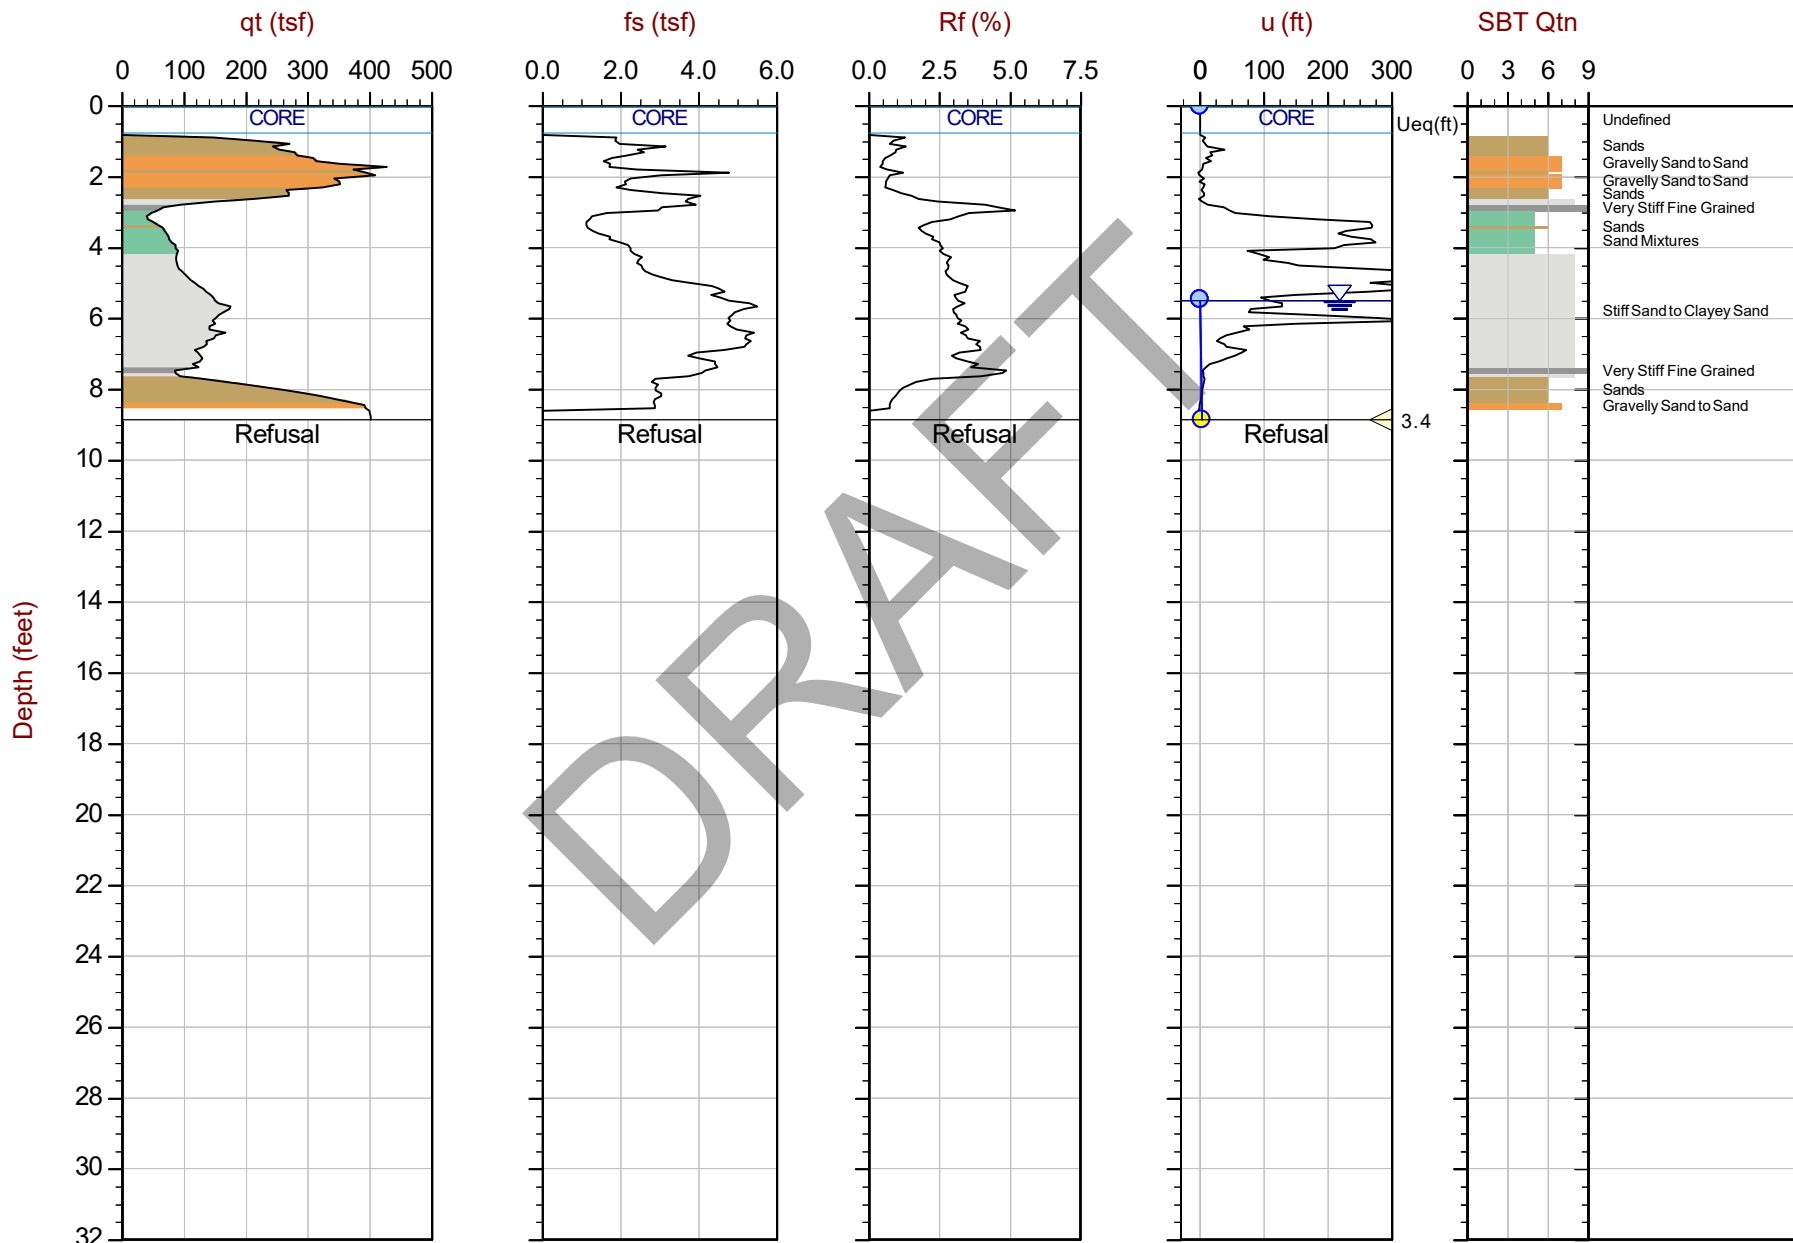 qt (tsf) fs (tsf) Rf (%) u (ft) SBT Qtn
0 100 200 300 400 500 0.0 2.0 4.0 6.0 0.0 2.5 5.0 7.5 0 100 200 300 0 3 6 9
0
CORE CORE CORE CORE
Ueq(ft)
Undefined
Sands
Gravelly Sand to Sand
2
Gravelly Sand to Sand
Sands
Very Stiff Fine Grained
Sands
Sand Mixtures
4
Stiff Sand to Clayey Sand
6
Very Stiff Fine Grained
8
Sands
Gravelly Sand to Sand
3.4
Refusal Refusal Refusal Refusal
10
12
14
16
18
20
22
24
26
28
30
32
Depth (feet)
DRAFT